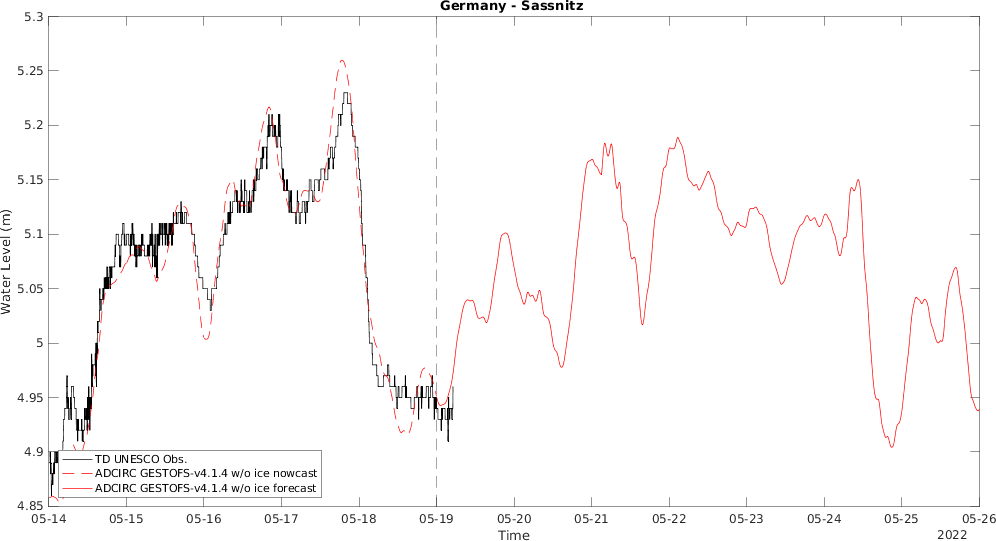 Germany - Sassnitz
Water Level (m)
5.3
5.25
5.2
5.15
5.1
5.05
5
4.95
4.9
4.85
TD UNESCO Obs.
ADCIRC GESTOFS-v4.1.4 w/o ice nowcast
ADCIRC GESTOFS-v4.1.4 w/o ice forecast
05-14 05-15 05-16 05-17 05-18 05-19 05-20 05-21 05-22 05-23 05-24 05-25 05-26
Time
2022